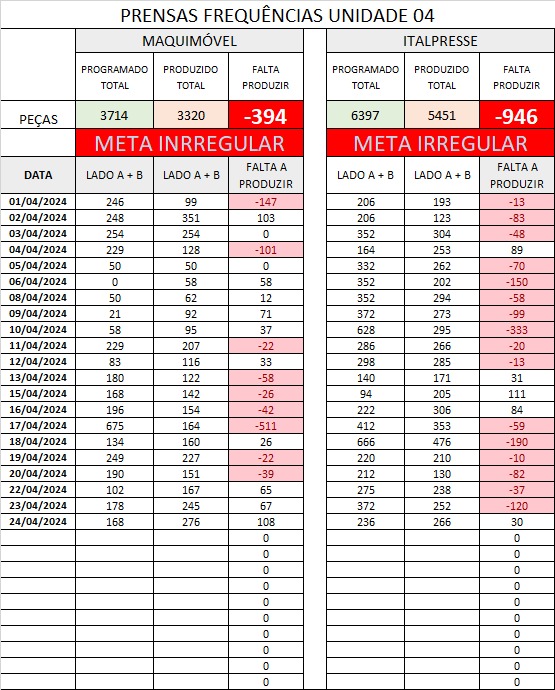 PRENSAS FREQUÊNCIAS UNIDADE 04
MAQUIMÓVEL ITALPRESSE
PROGRAMADO TOTAL PRODUZIDO TOTAL FALTA PRODUZIR PROGRAMADO TOTAL PRODUZIDO TOTAL FALTA PRODUZIR
PEÇAS 3714 3320 -394 6397 5451 -946
META INRREGULAR META IRREGULAR
DATA LADO A + B LADO A + B FALTA A PRODUZIR LADO A + B LADO A + B FALTA A PRODUZIR
01/04/2024 246 99 -147 206 193 -13
02/04/2024 248 351 103 206 123 -83
03/04/2024 254 254 0 352 304 -48
04/04/2024 229 128 -101 164 253 89
05/04/2024 50 50 0 332 262 -70
06/04/2024 0 58 58 352 202 -150
08/04/2024 50 62 12 352 294 -58
09/04/2024 21 92 71 372 273 -99
10/04/2024 58 95 37 628 295 -333
11/04/2024 229 207 -22 286 266 -20
12/04/2024 83 116 33 298 285 -13
13/04/2024 180 122 -58 140 171 31
15/04/2024 168 142 -26 94 205 111
16/04/2024 196 154 -42 222 306 84
17/04/2024 675 164 -511 412 353 -59
18/04/2024 134 160 26 666 476 -190
19/04/2024 249 227 -22 220 210 -10
20/04/2024 190 151 -39 212 130 -82
22/04/2024 102 167 65 275 238 -37
23/04/2024 178 245 67 372 252 -120
24/04/2024 168 276 108 236 266 30
0 0
0 0
0 0
0 0
0 0
0 0
0 0
0 0
0 0
0 0